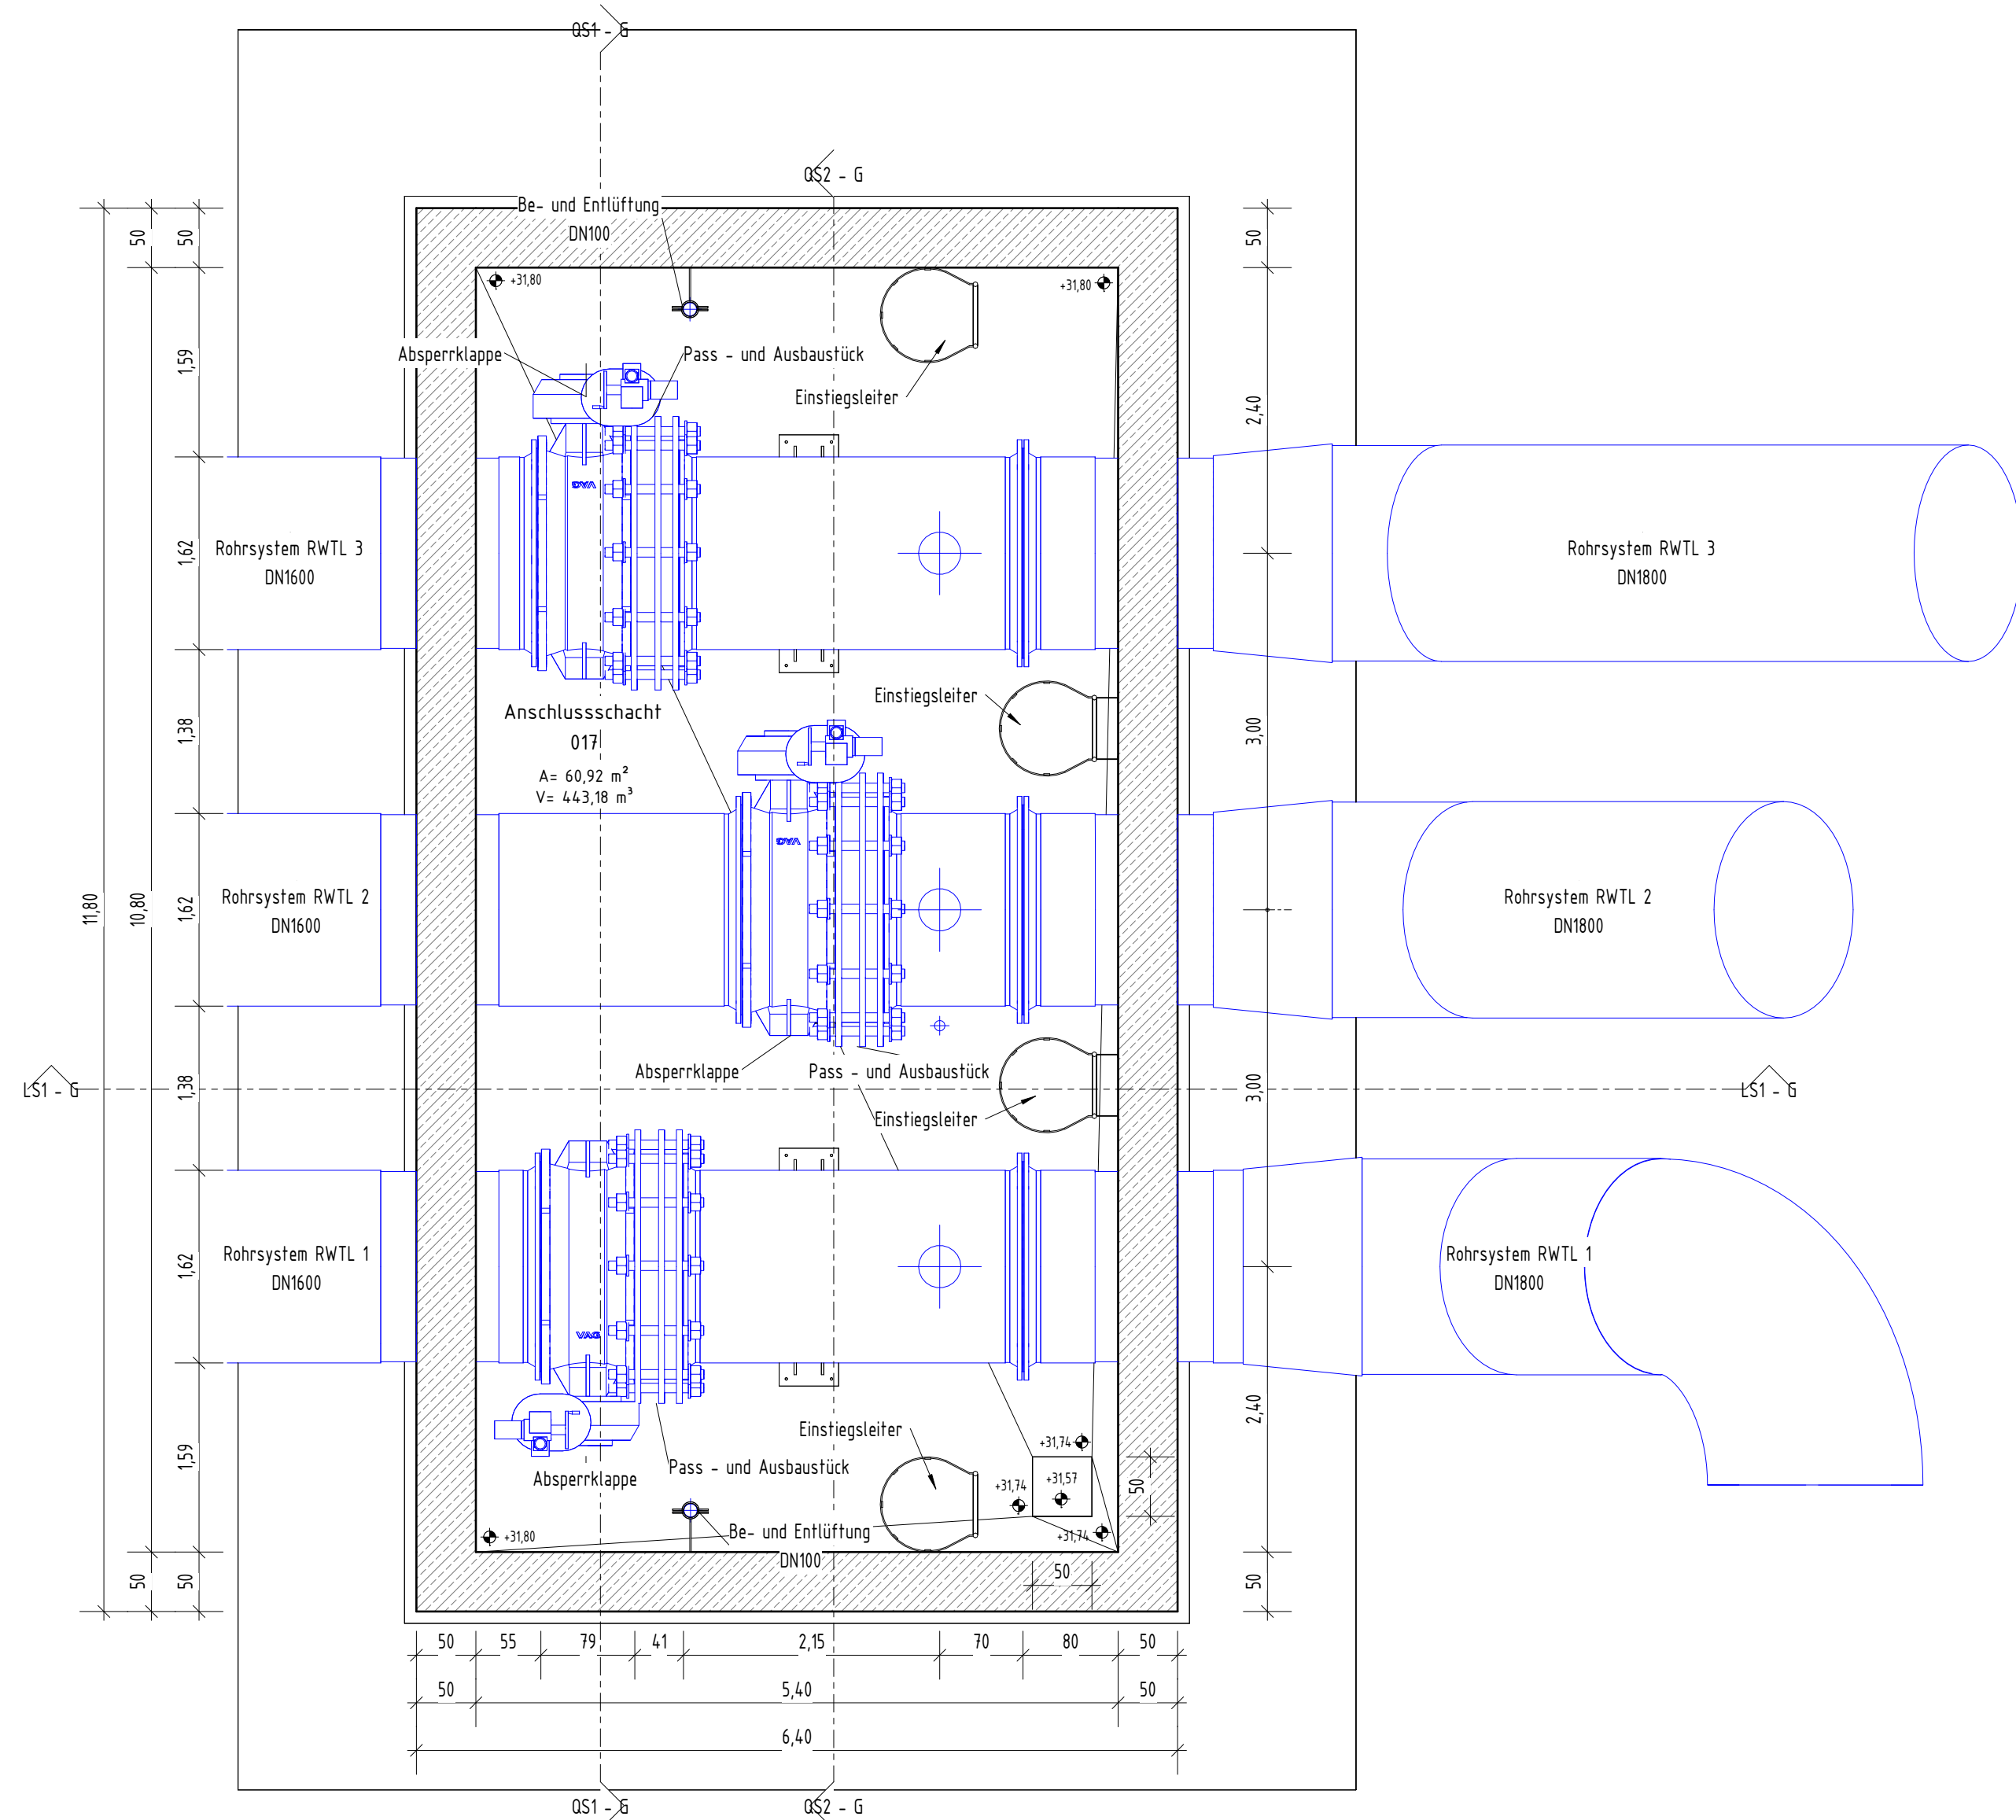 QS1 - G
QS2 - G
Be- und Entlüftung
DN100
50
50
50
+31,80
+31,80
Absperrklappe
Pass - und Ausbaustück
Einstiegsleiter
1,59
2,40
VAG
Rohrsystem RWTL 3
DN1600
1,62
Rohrsystem RWTL 3
DN1800
Einstiegsleiter
Anschlussschacht
017
A= 60,92 m²
V= 443,18 m³
1,38
3,00
VAG
11,80
10,80
1,62
Rohrsystem RWTL 2
DN1600
Rohrsystem RWTL 2
DN1800
Absperrklappe
Pass - und Ausbaustück
LS1 - G
1,38
3,00
LS1 - G
Einstiegsleiter
1,62
Rohrsystem RWTL 1
DN1600
Rohrsystem RWTL 1
DN1800
VAG
2,40
1,59
Einstiegsleiter
Absperrklappe
Pass - und Ausbaustück
+31,74
+31,74
+31,57
50
+31,80
Be- und Entlüftung
DN100
+31,74
50
50
50
50
50
55
79
41
2,15
70
80
50
50
5,40
50
6,40
QS1 - G
QS2 - G